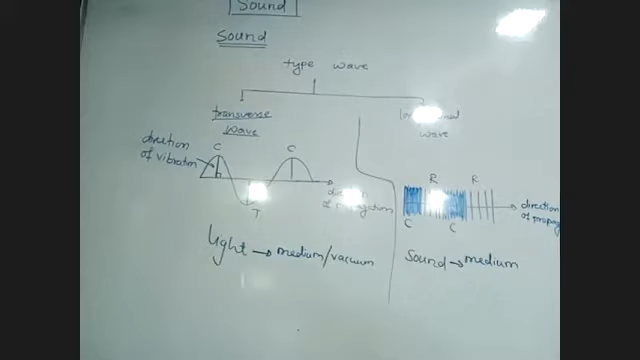 Sound
Sound
type wave
transverse
wave
wave
direction
of vibration
C
C
T
direction
of propagation
R
R
C
C
direction
of propag
light → medium/vacuum
Sound → medium